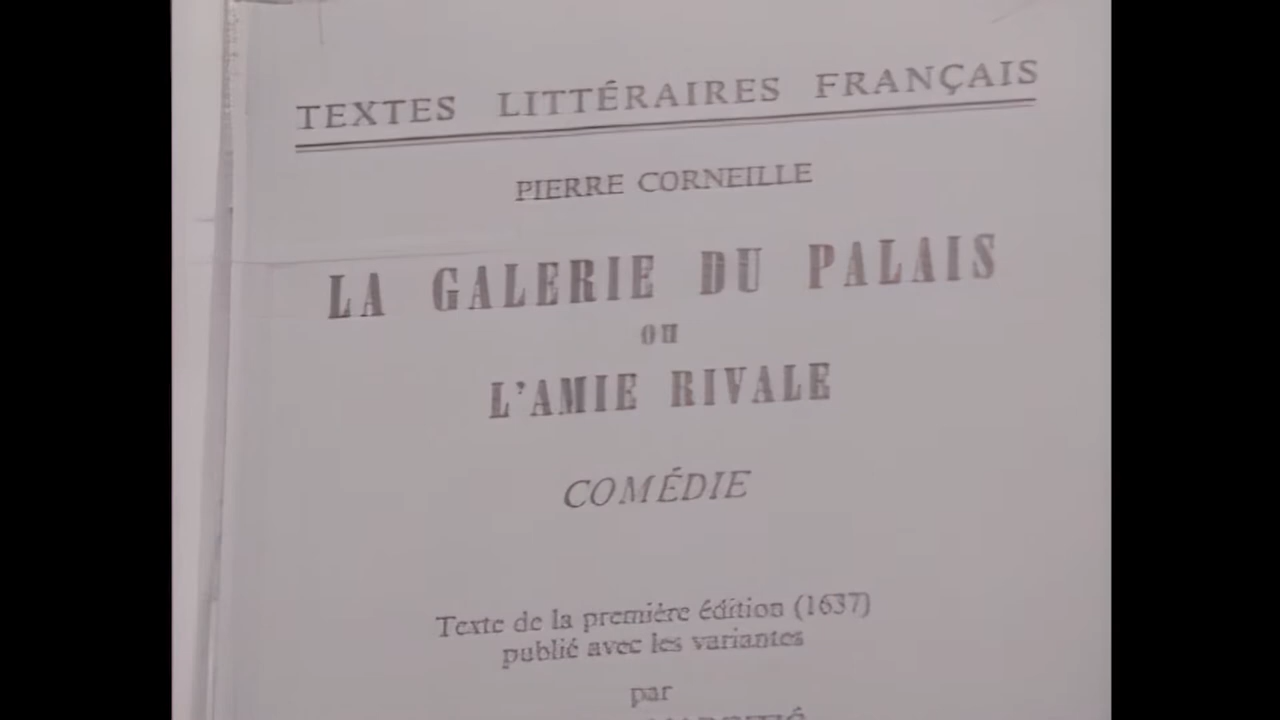 TEXTES LITTÉRAIRES FRANÇAIS
PIERRE CORNEILLE
LA GALERIE DU PALAIS
ou
L'AMIE RIVALE
COMÉDIE
Texte de la première édition (1637)
publié avec les variantes
par